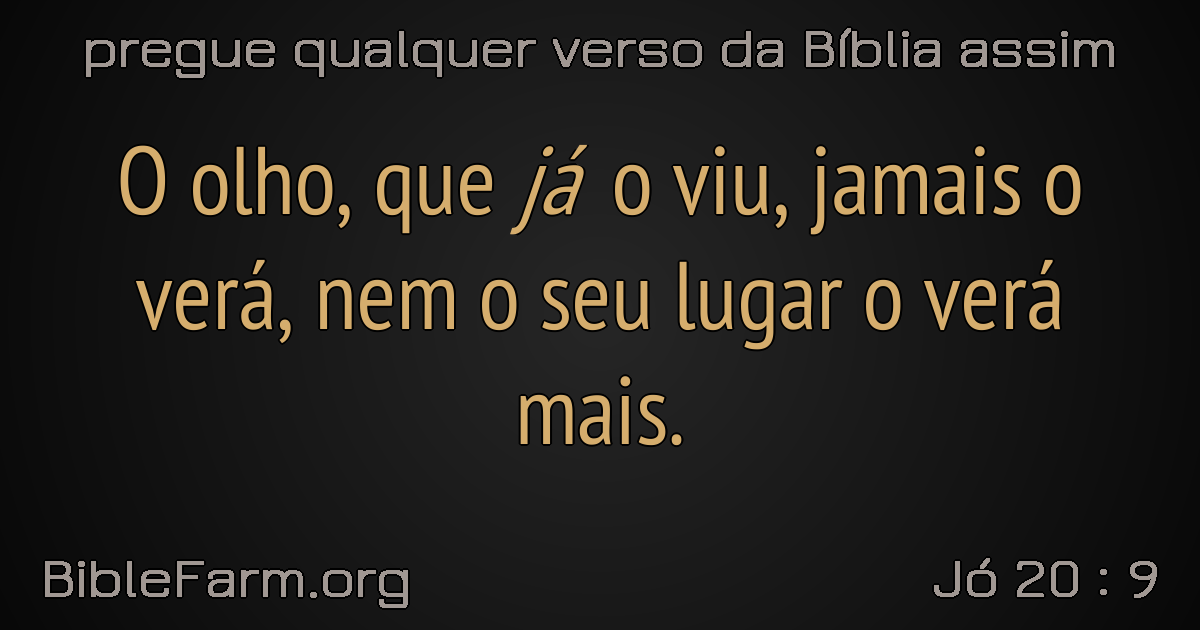 pregue qualquer verso da Bíblia assim
O olho, que já o viu, jamais o
verá, nem o seu lugar o verá
mais.
BibleFarm.org
Jó 20 : 9